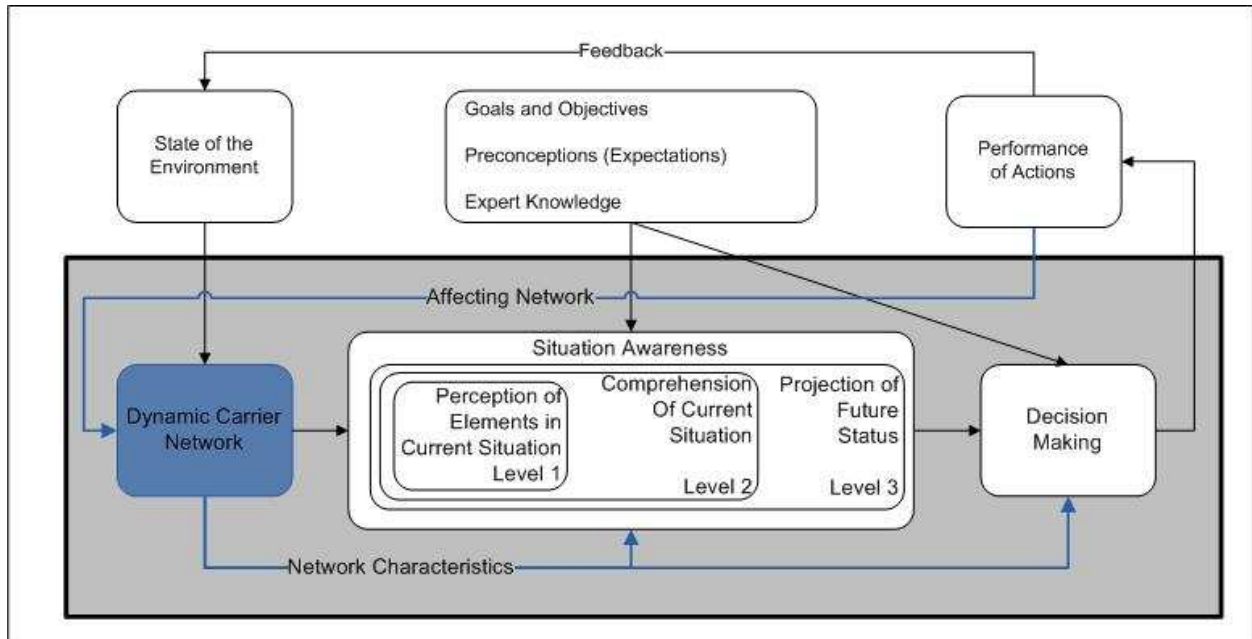 Feedback
State of the
Environment
Goals and Objectives
Preconceptions (Expectations)
Expert Knowledge
Performance
of Actions
Affecting Network
Situation Awareness
Dynamic Carrier
Network
Perception of
Elements in
Current Situation
Level 1
Comprehension
Of Current
Situation
Level 2
Projection of
Future
Status
Level 3
Decision
Making
Network Characteristics